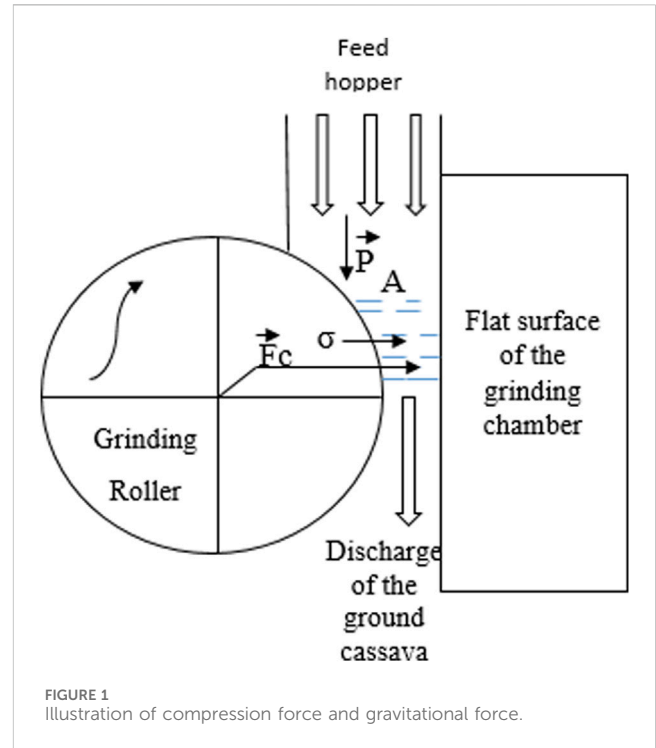 Feed
hopper
P
A
σ
Fc
Flat surface
of the
grinding
chamber
Grinding
Roller
Discharge
of the
ground
cassava
FIGURE 1
Illustration of compression force and gravitational force.